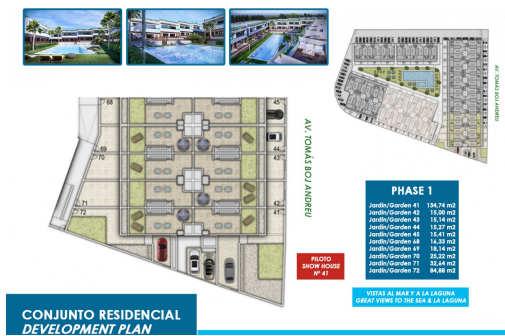 AV. TOMÁS BOJ ANDREU
68
45
44
69
43
70
71
42
72
41
AV. TOMÁS BOJ ANDREU
PILOTO
SHOW HOUSE
Nº 41
PHASE 1
Jardín/Garden 41 134,74 m2
Jardín/Garden 42 15,00 m2
Jardín/Garden 43 15,14 m2
Jardín/Garden 44 15,27 m2
Jardín/Garden 45 15,41 m2
Jardín/Garden 68 16,33 m2
Jardín/Garden 69 18,14 m2
Jardín/Garden 70 25,22 m2
Jardín/Garden 71 32,64 m2
Jardín/Garden 72 84,88 m2
VISTAS AL MAR Y A LA LAGUNA
GREAT VIEWS TO THE SEA & LA LAGUNA
CONJUNTO RESIDENCIAL
DEVELOPMENT PLAN